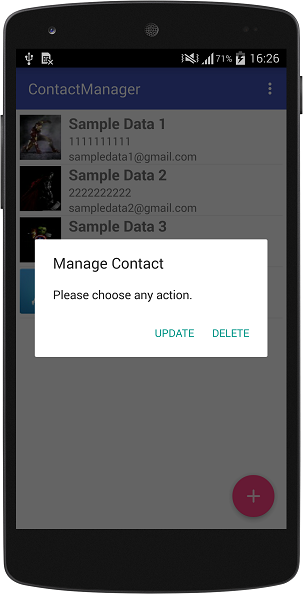 71% 16:26
ContactManager
Sample Data 1
1111111111
sampledata1@gmail.com
Sample Data 2
2222222222
sampledata2@gmail.com
Sample Data 3
Manage Contact
Please choose any action.
UPDATE DELETE